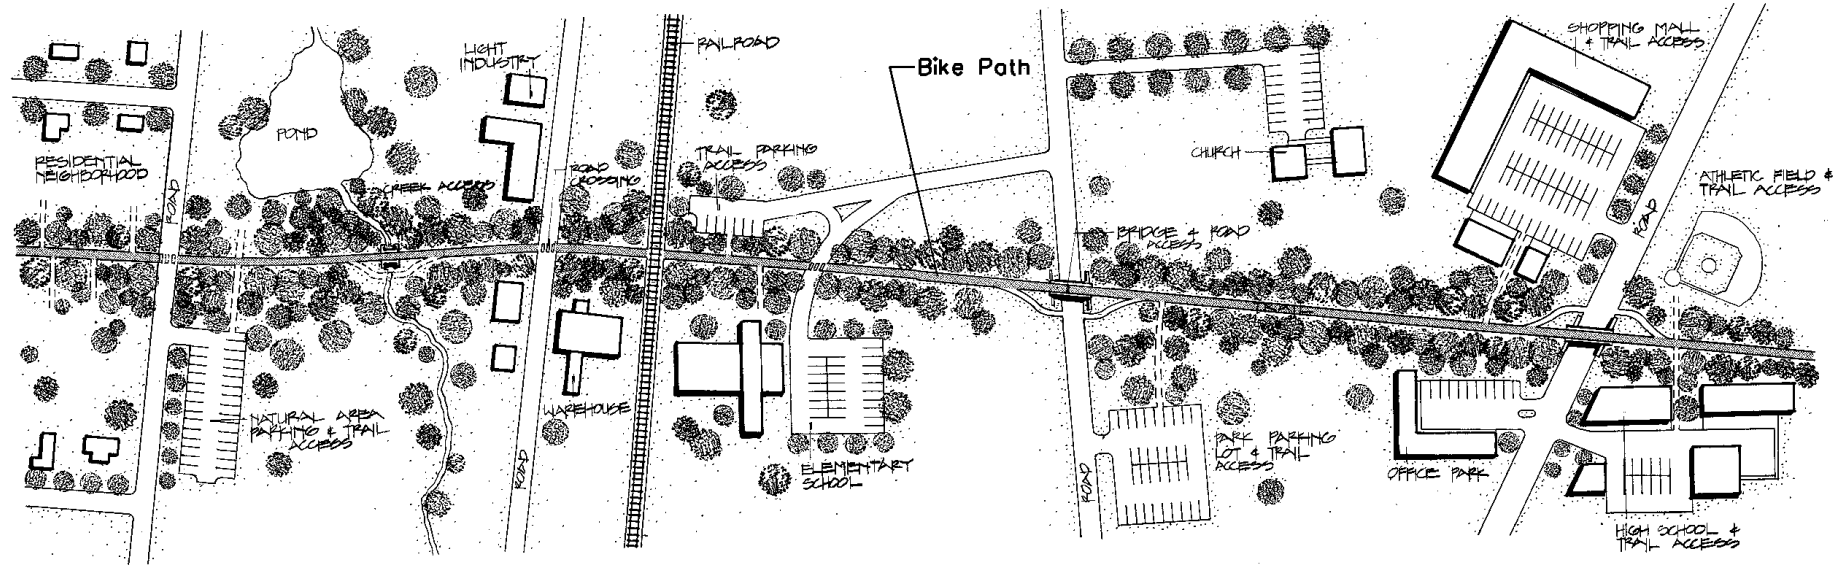 RESIDENTIAL
NEIGHBORHOOD
ROAD
POND
CREEK ACCESS
NATURAL AREA
PARKING & TRAIL
ACCESS
LIGHT
INDUSTRY
ROAD
CROSSING
WAREHOUSE
ROAD
RAILROAD
TRAIL PARKING
ACCESS
ELEMENTARY
SCHOOL
Bike Path
BRIDGE & ROAD
ACCESS
ROAD
CHURCH
PARK PARKING
LOT & TRAIL
ACCESS
SHOPPING MALL
& TRAIL ACCESS
ROAD
ATHLETIC FIELD &
TRAIL ACCESS
OFFICE PARK
HIGH SCHOOL &
TRAIL ACCESS